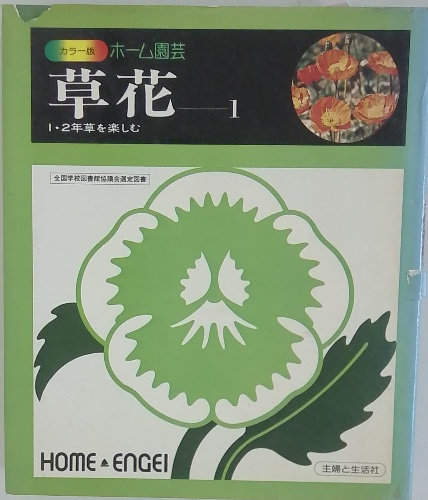 カラー版 ホーム園芸
草花—1
1・2年草を楽しむ
全国学校図書館協議会選定図書
HOME ENGEI
主婦と生活社